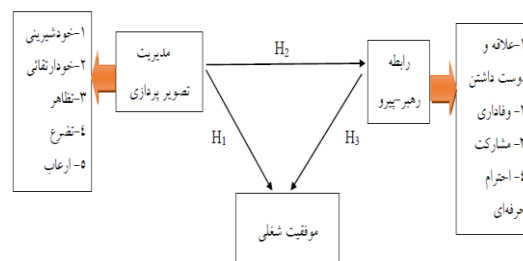 ۱-خودشیرینی
۲-خودارتقائی
۳-تظاهر
۴-تضرع
۵- ارعاب
مدیریت
تصویر پردازی
H₂
رابطه
رهبر-پیرو
۱-علاقه و
دوست داشتن
۲- وفاداری
۳- مشارکت
٤- احترام
حرفه‌ای
H₁
H₃
موفقیت شغلی